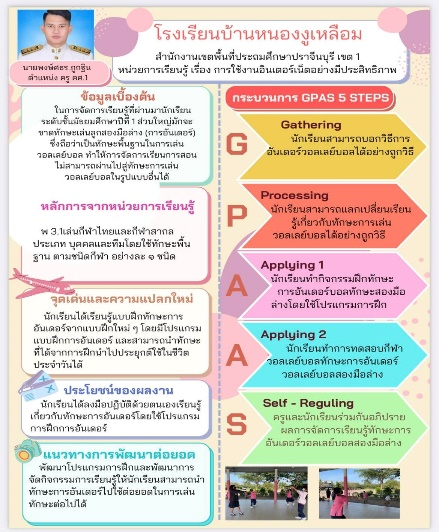 โรงเรียนบ้านหนองงูเหลือม
สำนักงานเขตพื้นที่ประถมศึกษาปราจีนบุรี เขต 1
หน่วยการเรียนรู้ เรื่อง การใช้งานอินเตอร์เน็ตอย่างมีประสิทธิภาพ
ตำแหน่ง ครู คศ.1
ข้อมูลเบื้องต้น
ในการจัดการเรียนรู้ที่ผ่านมานักเรียน
ระดับชั้นมัธยมศึกษาปีที่ 1 ส่วนใหญ่มักจะ
ขาดทักษะเล่นลูกสองมือล่าง (การอันเดอร์)
ซึ่งถือว่าเป็นทักษะพื้นฐานในการเล่น
วอลเลย์บอล ทำให้การจัดการเรียนการสอน
ไม่สามารถผ่านไปสู่ทักษะการเล่น
วอลเลย์บอลในรูปแบบอื่นได้
หลักการจากหน่วยการเรียนรู้
พ 3.1เล่นกีฬาไทยและกีฬาสากล
ประเภท บุคคลและทีมโดยใช้ทักษะพื้น
ฐาน ตามชนิดกีฬา อย่างละ ๑ ชนิด
จุดเด่นและความแปลกใหม่
นักเรียนได้เรียนรู้แบบฝึกทักษะการ
อันเดอร์จากแบบฝึกใหม่ ๆ โดยมีโปรแกรม
แบบฝึกการอันเดอร์ และสามารถนำทักษะ
ที่ได้จากการฝึกนำไปประยุกต์ใช้ในชีวิต
ประจำวันได้
ประโยชน์ของผลงาน
นักเรียนได้ลงมือปฏิบัติด้วยตนเองเรียนรู้
เกี่ยวกับทักษะการอันเดอร์โดยใช้โปรแกรม
การฝึกการอันเดอร์
แนวทางการพัฒนาต่อยอด
พัฒนาโปรแกรมการฝึกและพัฒนาการ
จัดกิจกรรมการเรียนรู้ให้นักเรียนสามารถนำ
ทักษะการอันเดอร์ไปใช้ต่อยอดในการเล่น
ทักษะต่อไปได้
กระบวนการ GPAS 5 STEPS
G
Gathering
นักเรียนสามารถบอกวิธีการ
อันเดอร์วอลเลย์บอลได้อย่างถูกวิธี
P
Processing
นักเรียนสามารถแลกเปลี่ยนเรียน
รู้เกี่ยวกับทักษะการเล่น
วอลเลย์บอลได้อย่างถูกวิธี
A
Applying 1
นักเรียนทำกิจกรรมฝึกทักษะ
การอันเดอร์บอลทักษะสองมือ
ล่างโดยใช้โปรแกรมการฝึก
A
Applying 2
นักเรียนทำการทดสอบกีฬา
วอลเลย์บอลทักษะการอันเดอร์
วอลเลย์บอลสองมือล่าง
S
Self - Reguling
ครูและนักเรียนร่วมกันอภิปราย
ผลการจัดการเรียนรู้ทักษะการ
อันเดอร์วอลเลย์บอลสองมือล่าง